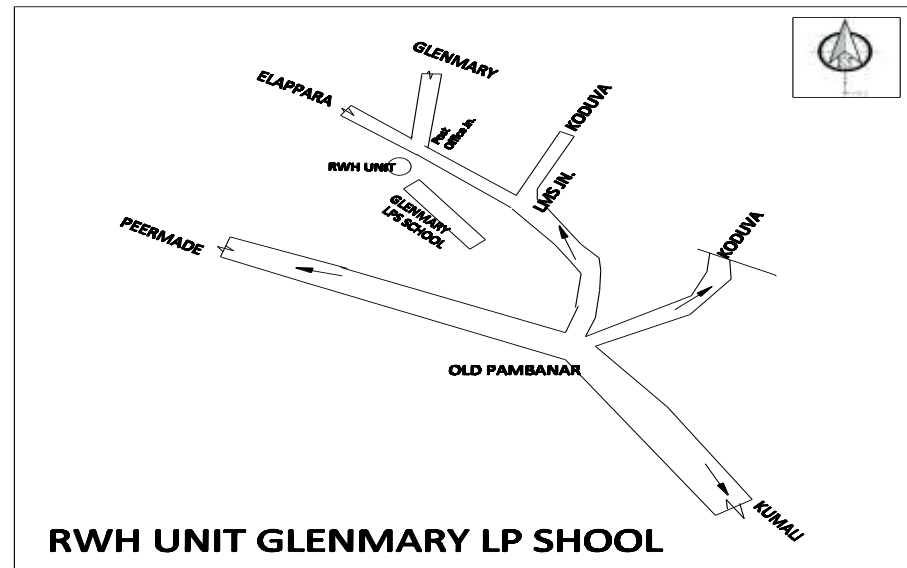 GLENMARY
ELAPPARA
KODUVA
Post
Office Jn.
RWH UNIT
LMS JN.
GLENMARY
LPS SCHOOL
PEERMADE
KODUVA
OLD PAMBANAR
KUMALI
RWH UNIT GLENMARY LP SHOOL